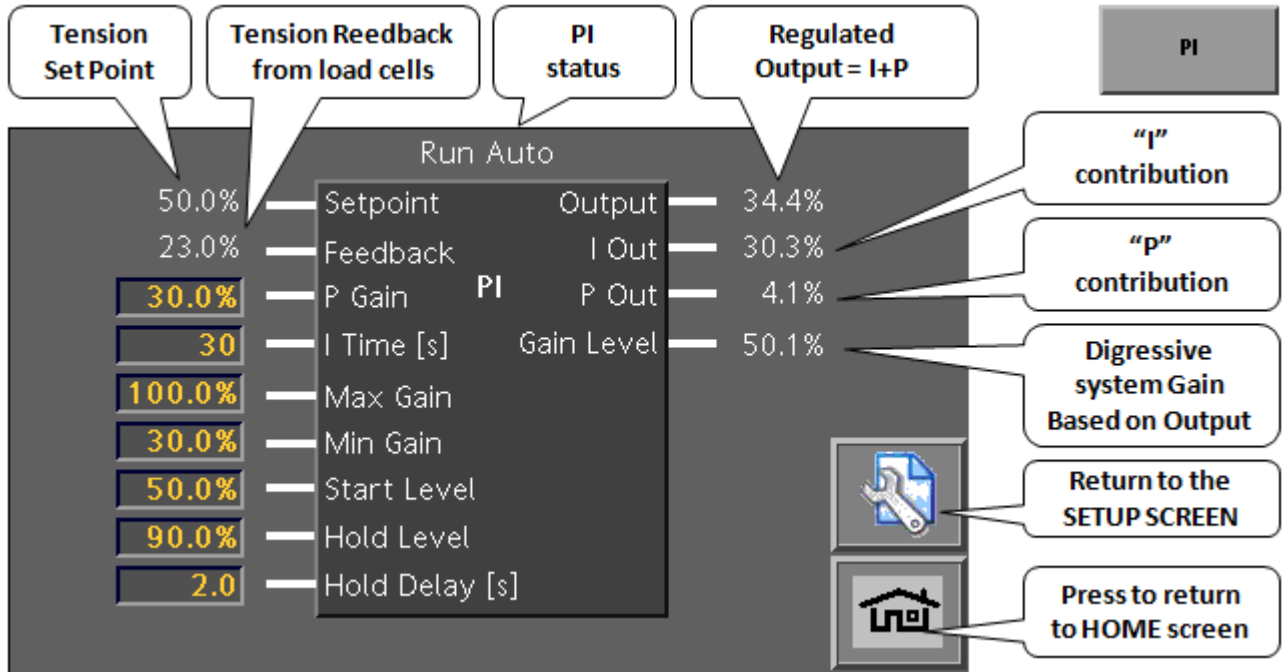 Tension
Set Point
Tension Reedback
from load cells
PI
status
Regulated
Output = I+P
PI
Run Auto
50.0% Setpoint Output 34.4%
23.0% Feedback I Out 30.3%
30.0% P Gain PI P Out 4.1%
30 I Time [s] Gain Level 50.1%
100.0% Max Gain
30.0% Min Gain
50.0% Start Level
90.0% Hold Level
2.0 Hold Delay [s]
“I”
contribution
“P”
contribution
Digressive
system Gain
Based on Output
Return to the
SETUP SCREEN
Press to return
to HOME screen